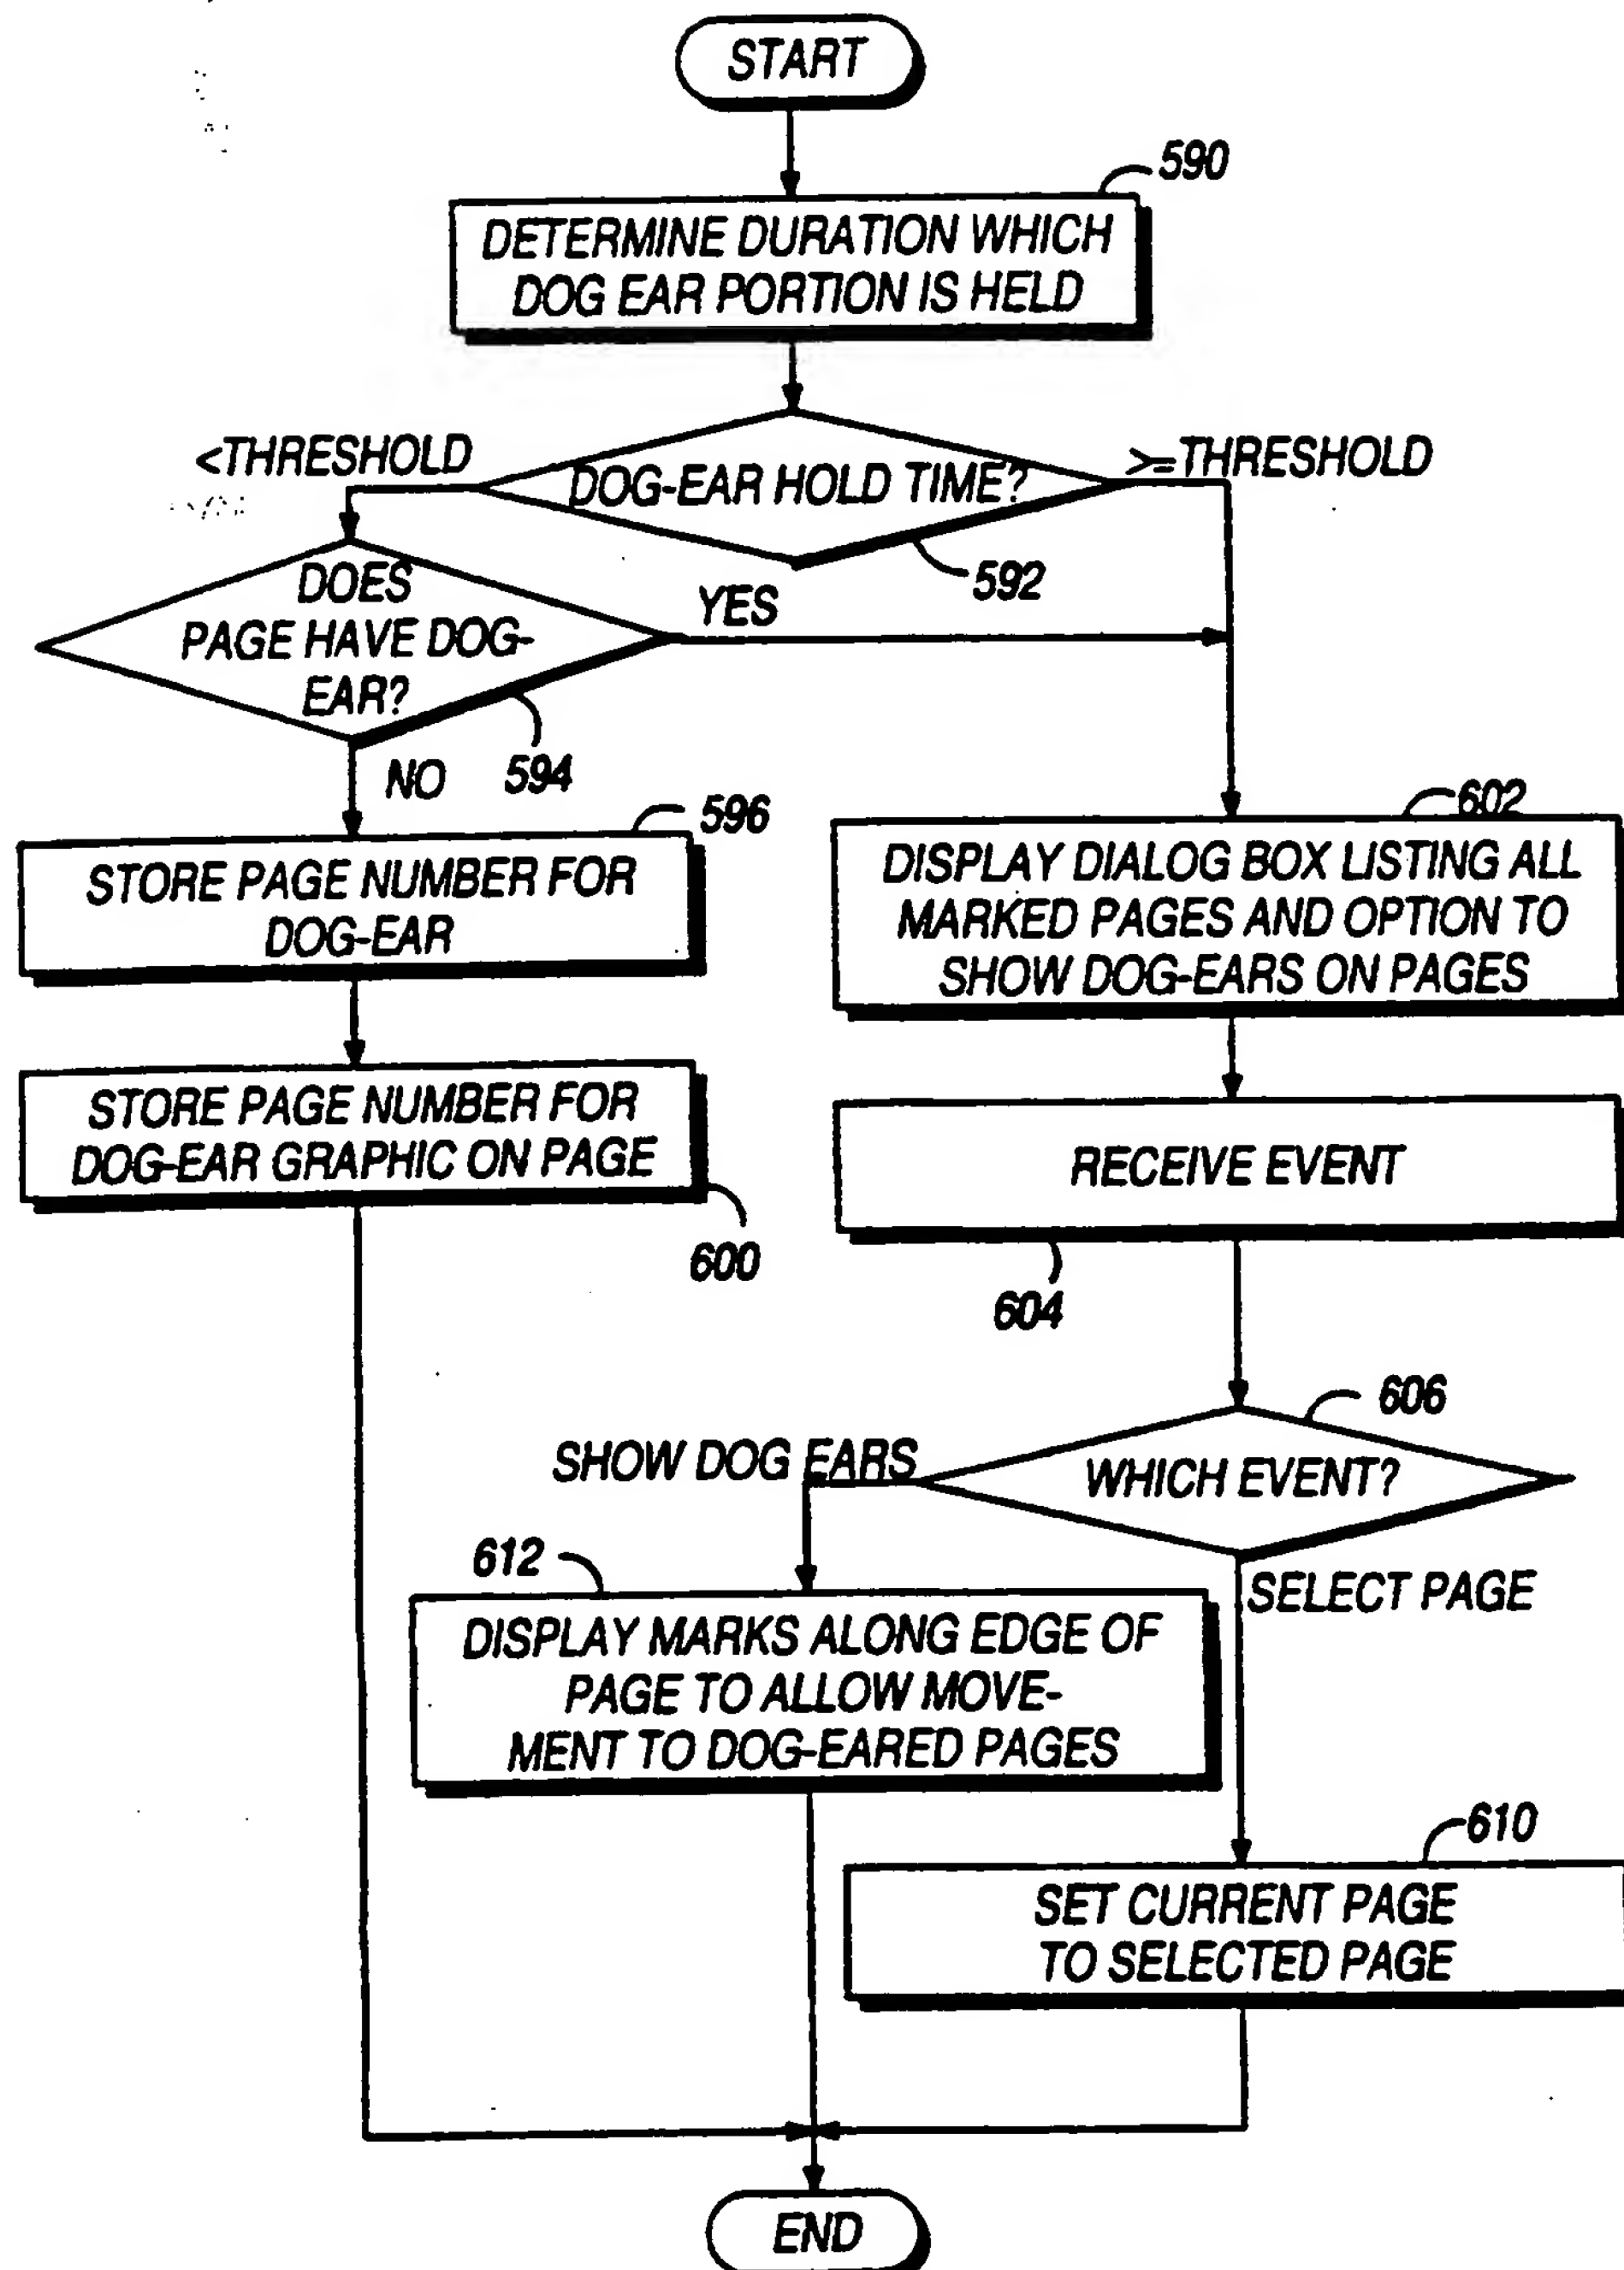 START
590
DETERMINE DURATION WHICH
DOG EAR PORTION IS HELD
<THRESHOLD
DOG-EAR HOLD TIME?
>=THRESHOLD
592
DOES
PAGE HAVE DOG-
EAR?
YES
594
NO
596
STORE PAGE NUMBER FOR
DOG-EAR
602
DISPLAY DIALOG BOX LISTING ALL
MARKED PAGES AND OPTION TO
SHOW DOG-EARS ON PAGES
STORE PAGE NUMBER FOR
DOG-EAR GRAPHIC ON PAGE
600
RECEIVE EVENT
604
606
SHOW DOG EARS
WHICH EVENT?
612
SELECT PAGE
DISPLAY MARKS ALONG EDGE OF
PAGE TO ALLOW MOVE-
MENT TO DOG-EARED PAGES
610
SET CURRENT PAGE
TO SELECTED PAGE
END